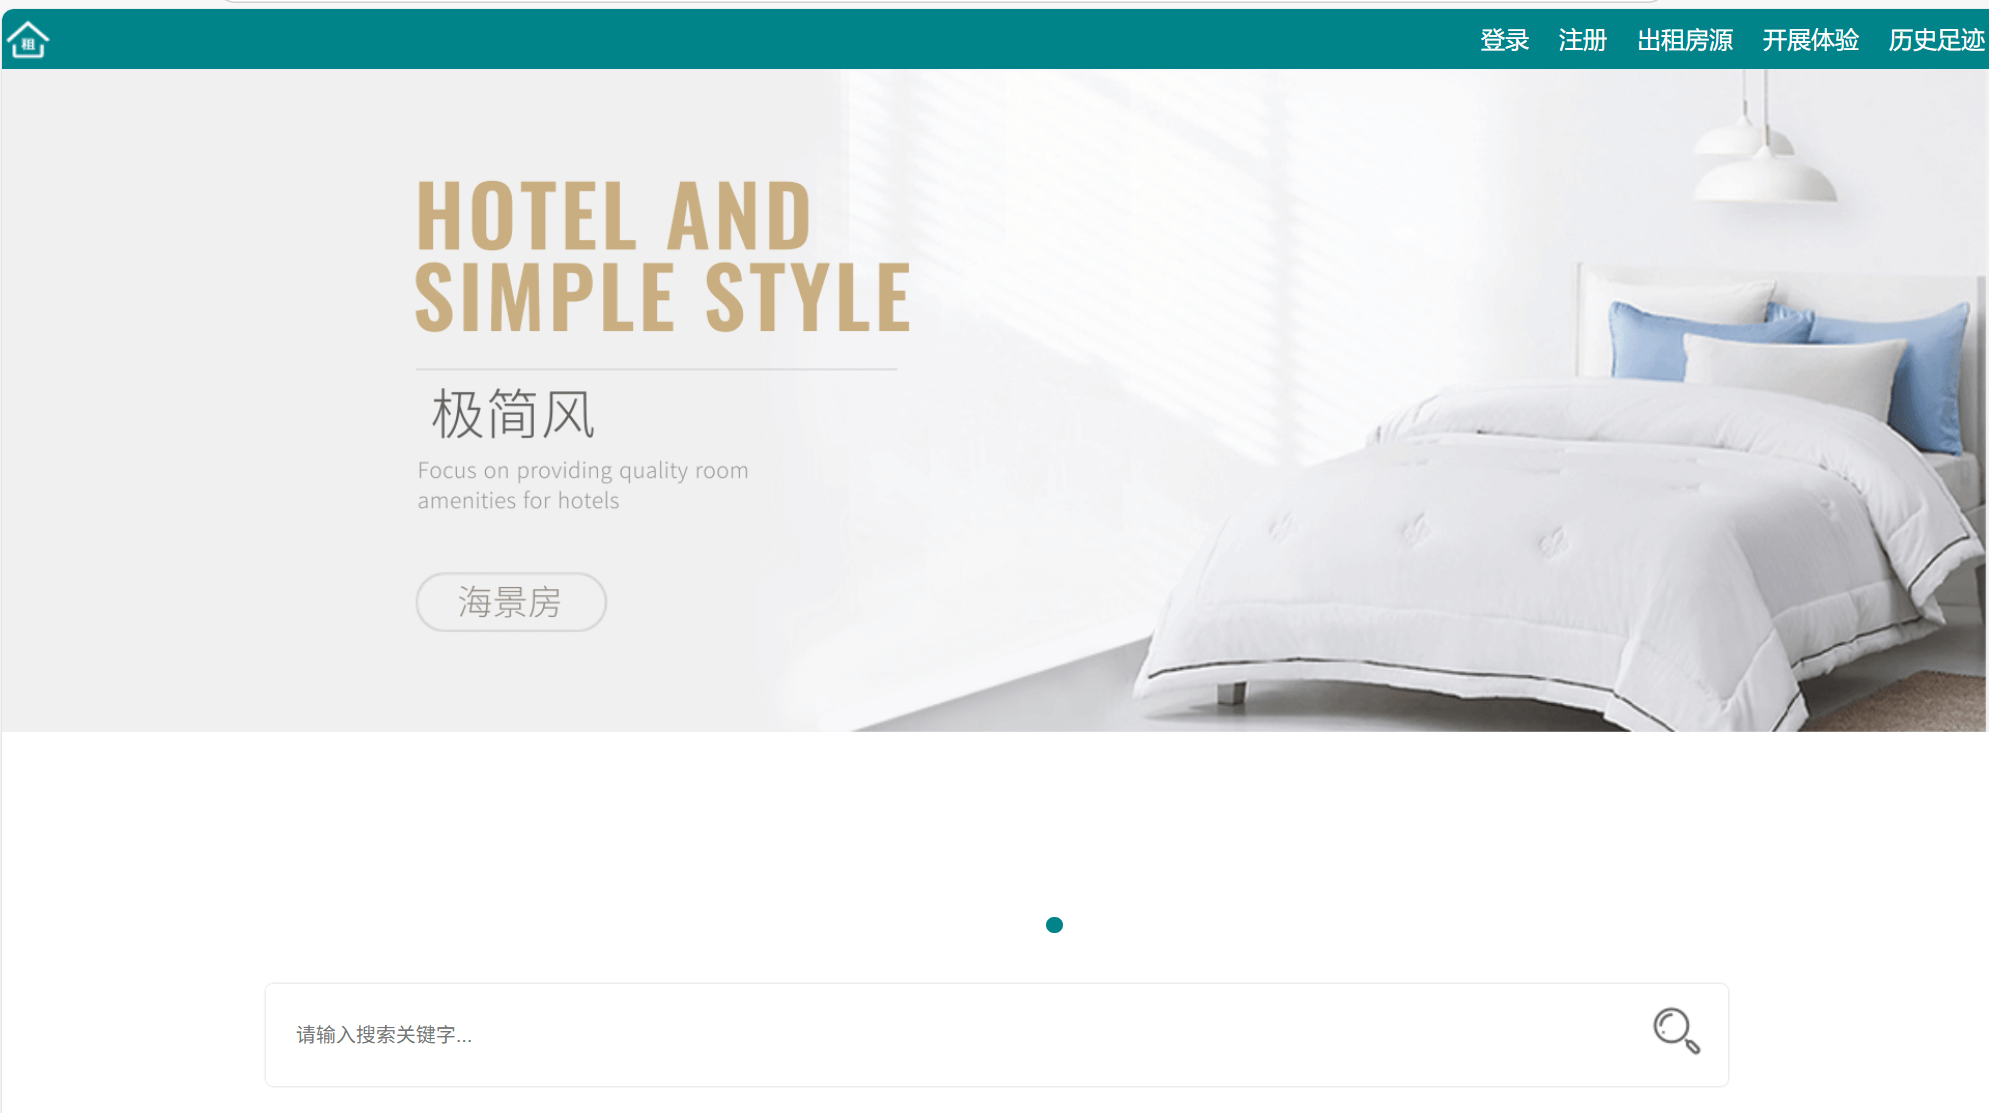 租
登录 注册 出租房源 开展体验 历史足迹
HOTEL AND
SIMPLE STYLE
极简风
Focus on providing quality room
amenities for hotels
海景房
请输入搜索关键字...